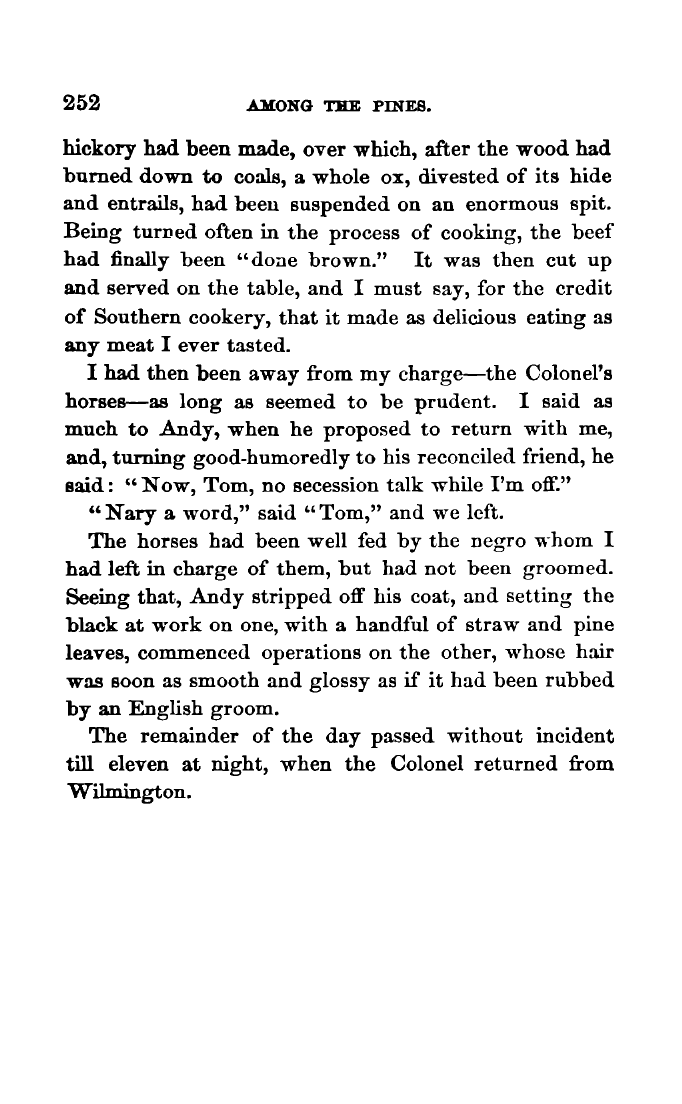 252 AMONG THE PINES.
hickory had been made, over which, after the wood had
burned down to coals, a whole ox, divested of its hide
and entrails, had been suspended on an enormous spit.
Being turned often in the process of cooking, the beef
had finally been “done brown.” It was then cut up
and served on the table, and I must say, for the credit
of Southern cookery, that it made as delicious eating as
any meat I ever tasted.
I had then been away from my charge—the Colonel’s
horses—as long as seemed to be prudent. I said as
much to Andy, when he proposed to return with me,
and, turning good-humoredly to his reconciled friend, he
said: “Now, Tom, no secession talk while I’m off.”
“Nary a word,” said “Tom,” and we left.
The horses had been well fed by the negro whom I
had left in charge of them, but had not been groomed.
Seeing that, Andy stripped off his coat, and setting the
black at work on one, with a handful of straw and pine
leaves, commenced operations on the other, whose hair
was soon as smooth and glossy as if it had been rubbed
by an English groom.
The remainder of the day passed without incident
till eleven at night, when the Colonel returned from
Wilmington.